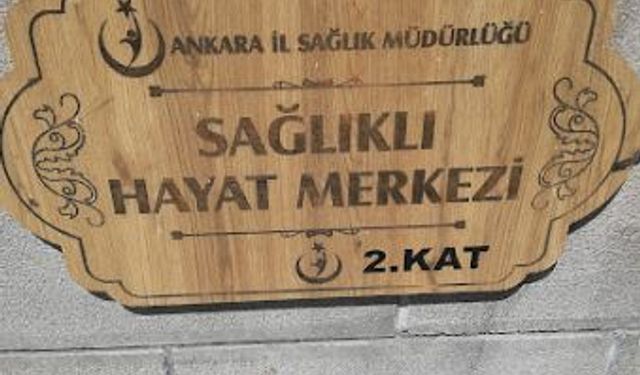 ANKARA İL SAĞLIK MÜDÜRLÜĞÜ
SAĞLIKLI
HAYAT MERKEZİ
2.KAT